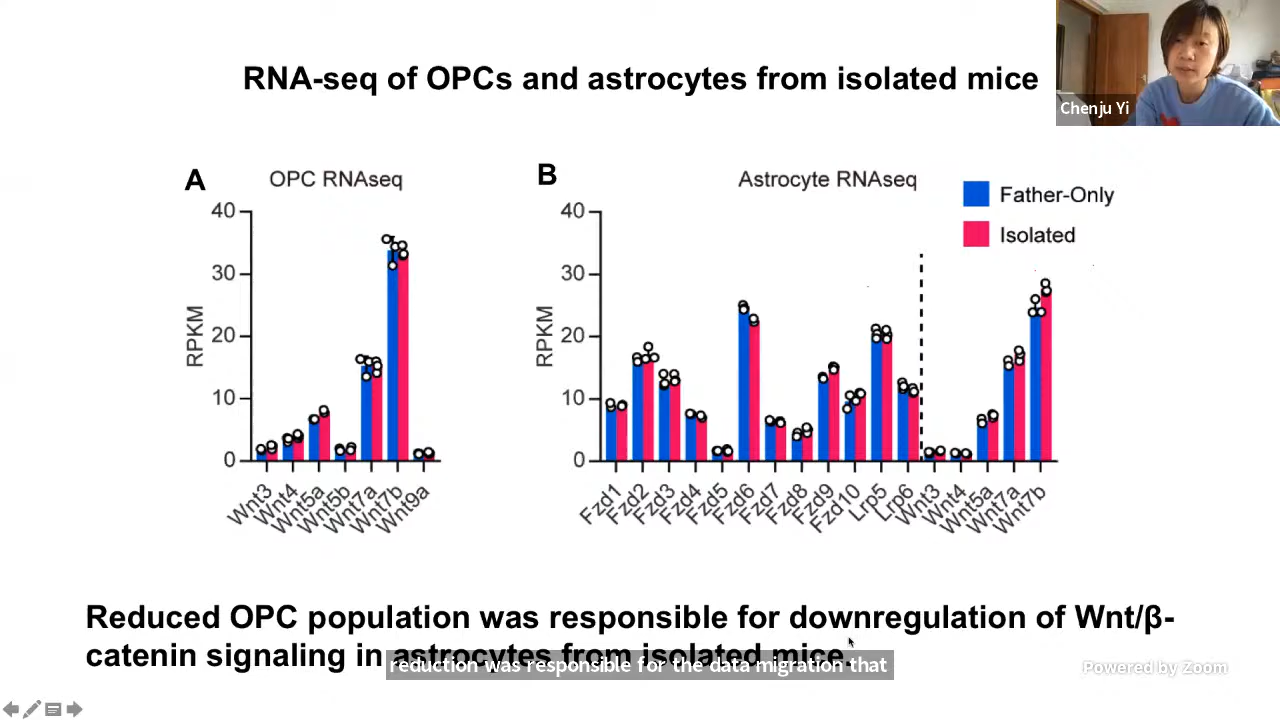 RNA-seq of OPCs and astrocytes from isolated mice
Chenju Yi
A
OPC RNAseq
B
Astrocyte RNAseq
Father-Only
Isolated
RPKM
40
30
20
10
0
Wnt3
Wnt4
Wnt5a
Wnt5b
Wnt7a
Wnt7b
Wnt9a
RPKM
40
30
20
10
0
Fzd1
Fzd2
Fzd3
Fzd4
Fzd5
Fzd6
Fzd7
Fzd8
Fzd9
Fzd10
Lrp5
Lrp6
Wnt3
Wnt4
Wnt5a
Wnt7a
Wnt7b
Reduced OPC population was responsible for downregulation of Wnt/β-
catenin signaling in astrocytes from isolated mice.
reduction was responsible for the data migration that
Powered by Zoom